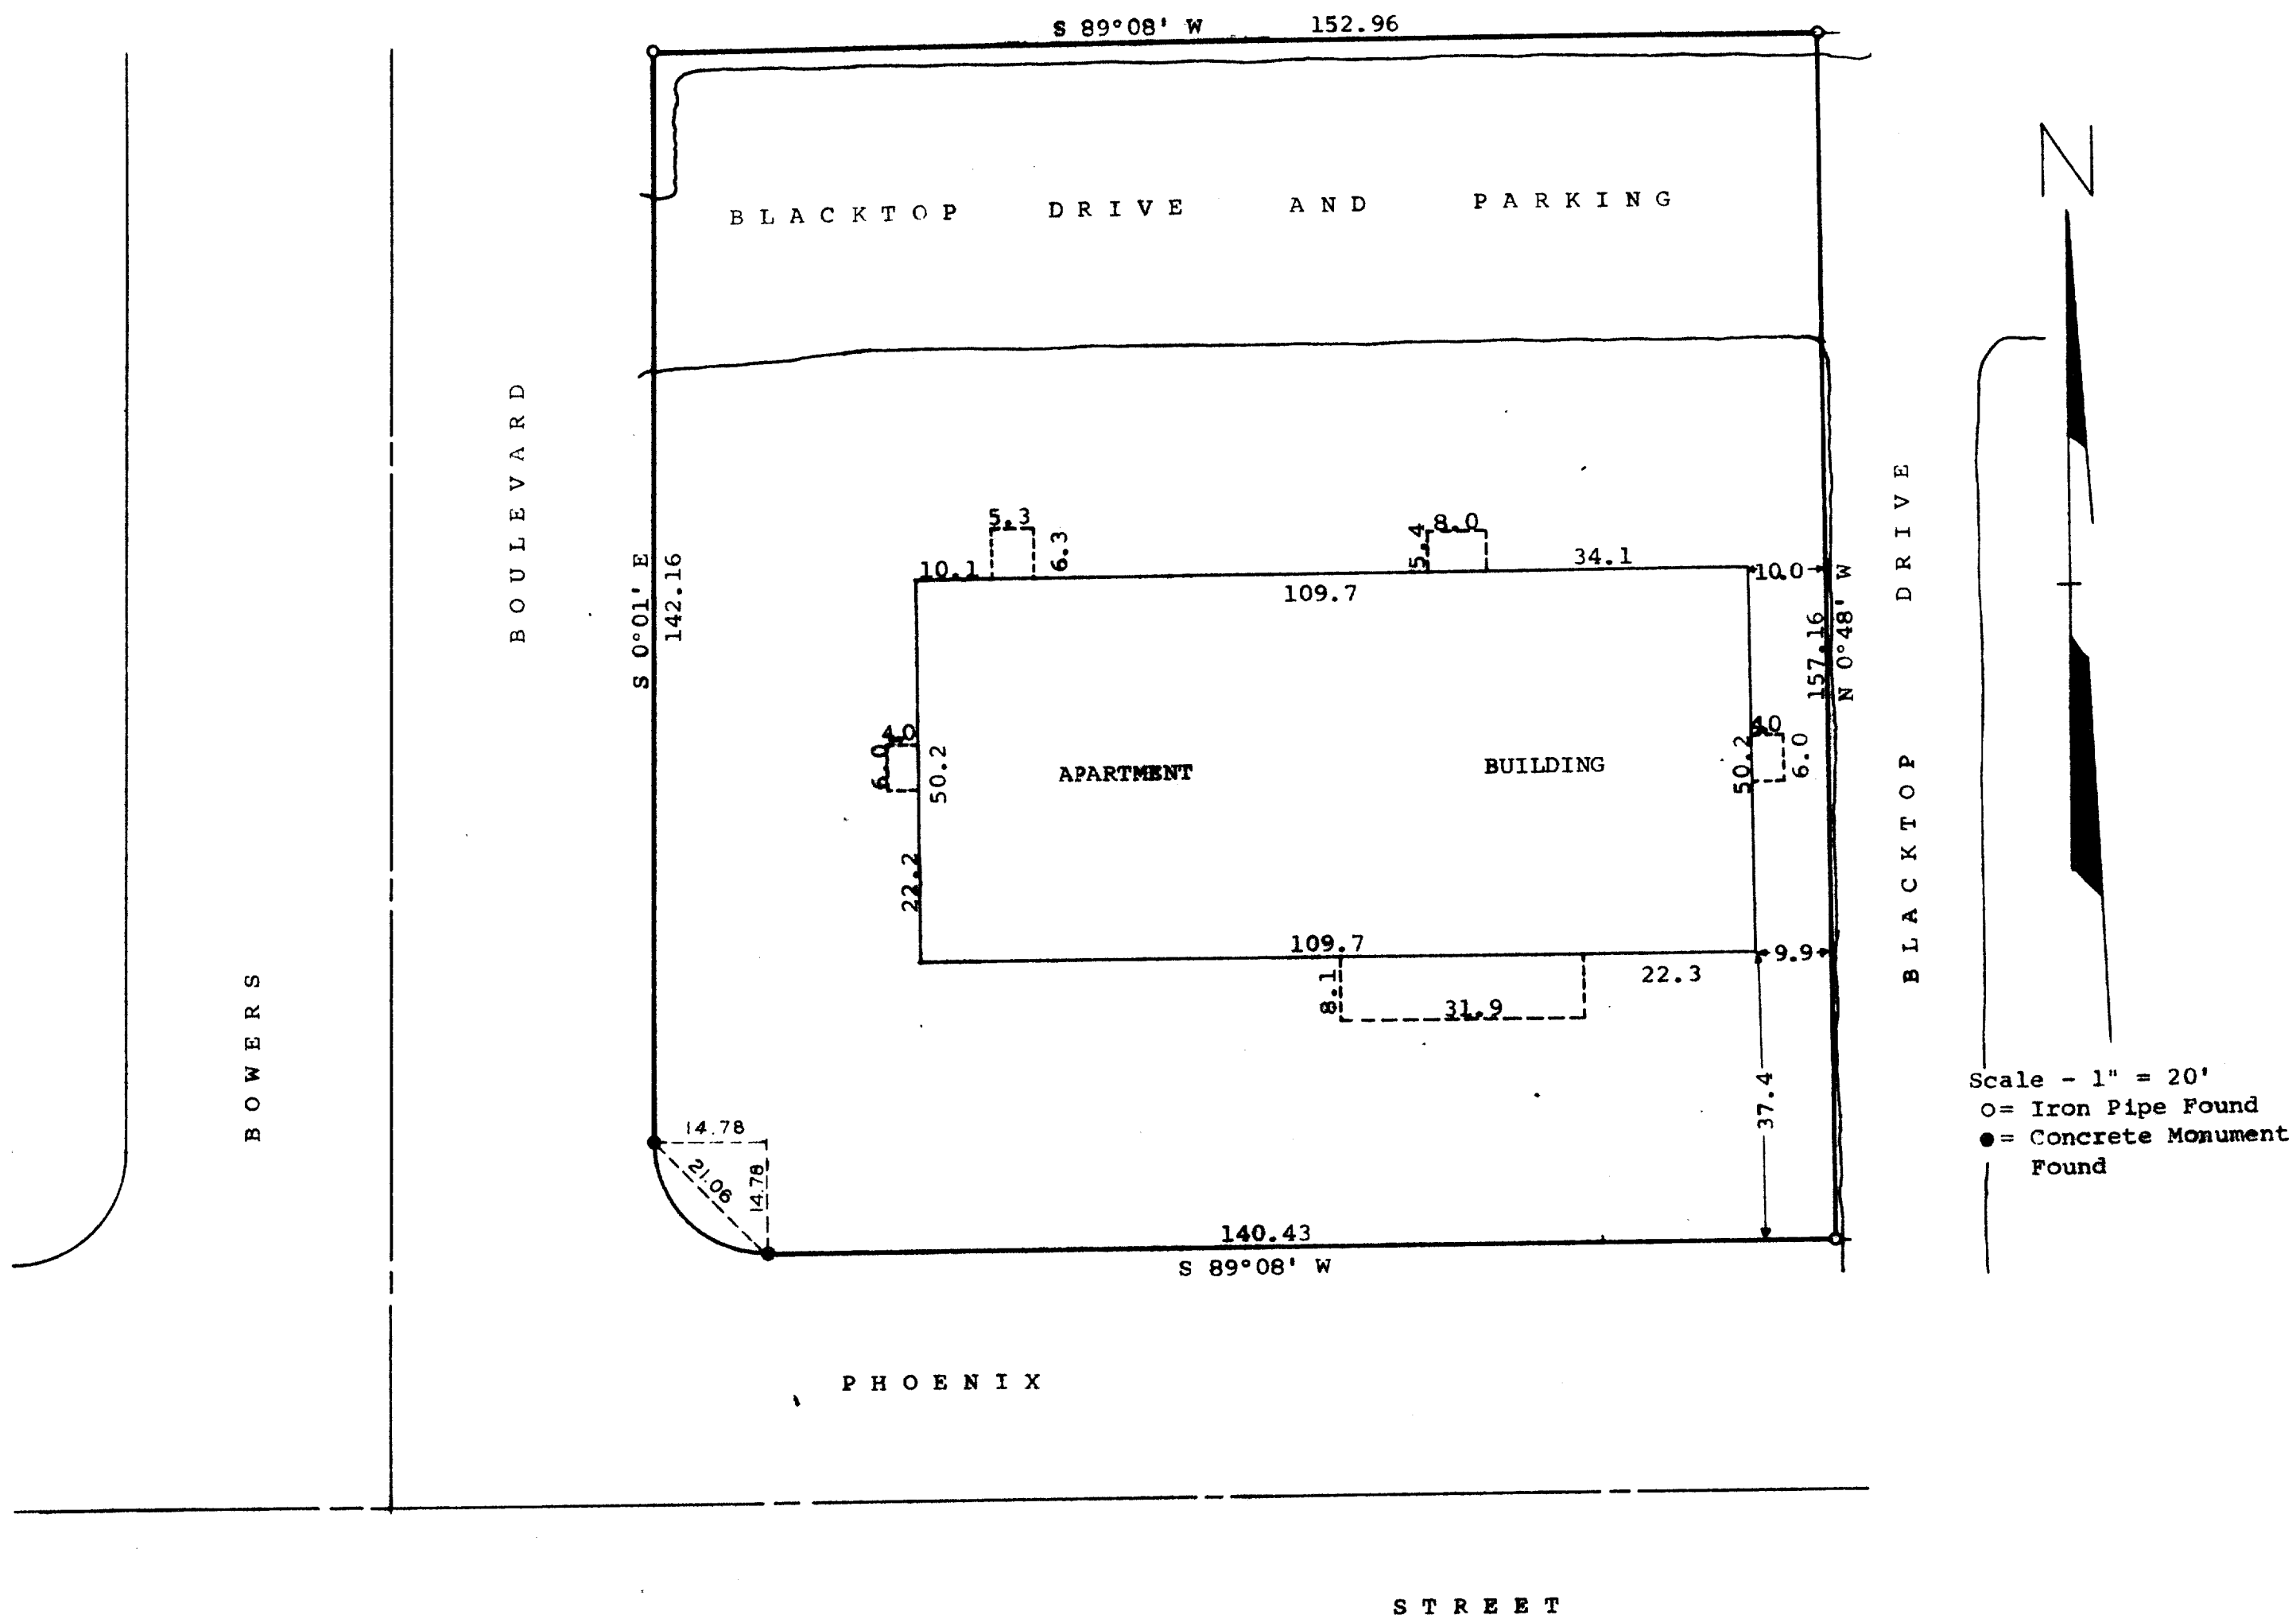 S 89°08' W 152.96
N
BLACKTOP DRIVE AND PARKING
BOULEVARD
S 0°01' E
142.16
5.3
6.3
10.1
5.4
8.0
34.1
10.0
109.7
157.16
N 0°48' W
BLACKTOP DRIVE
4.0
6.0
50.2
APARTMENT BUILDING
50.2
4.0
6.0
22.2
109.7
9.9
22.3
8.1
31.9
37.4
BOWERS
14.78
21.06
14.78
140.43
S 89°08' W
Scale - 1" = 20'
O= Iron Pipe Found
●= Concrete Monument
Found
PHOENIX
STREET